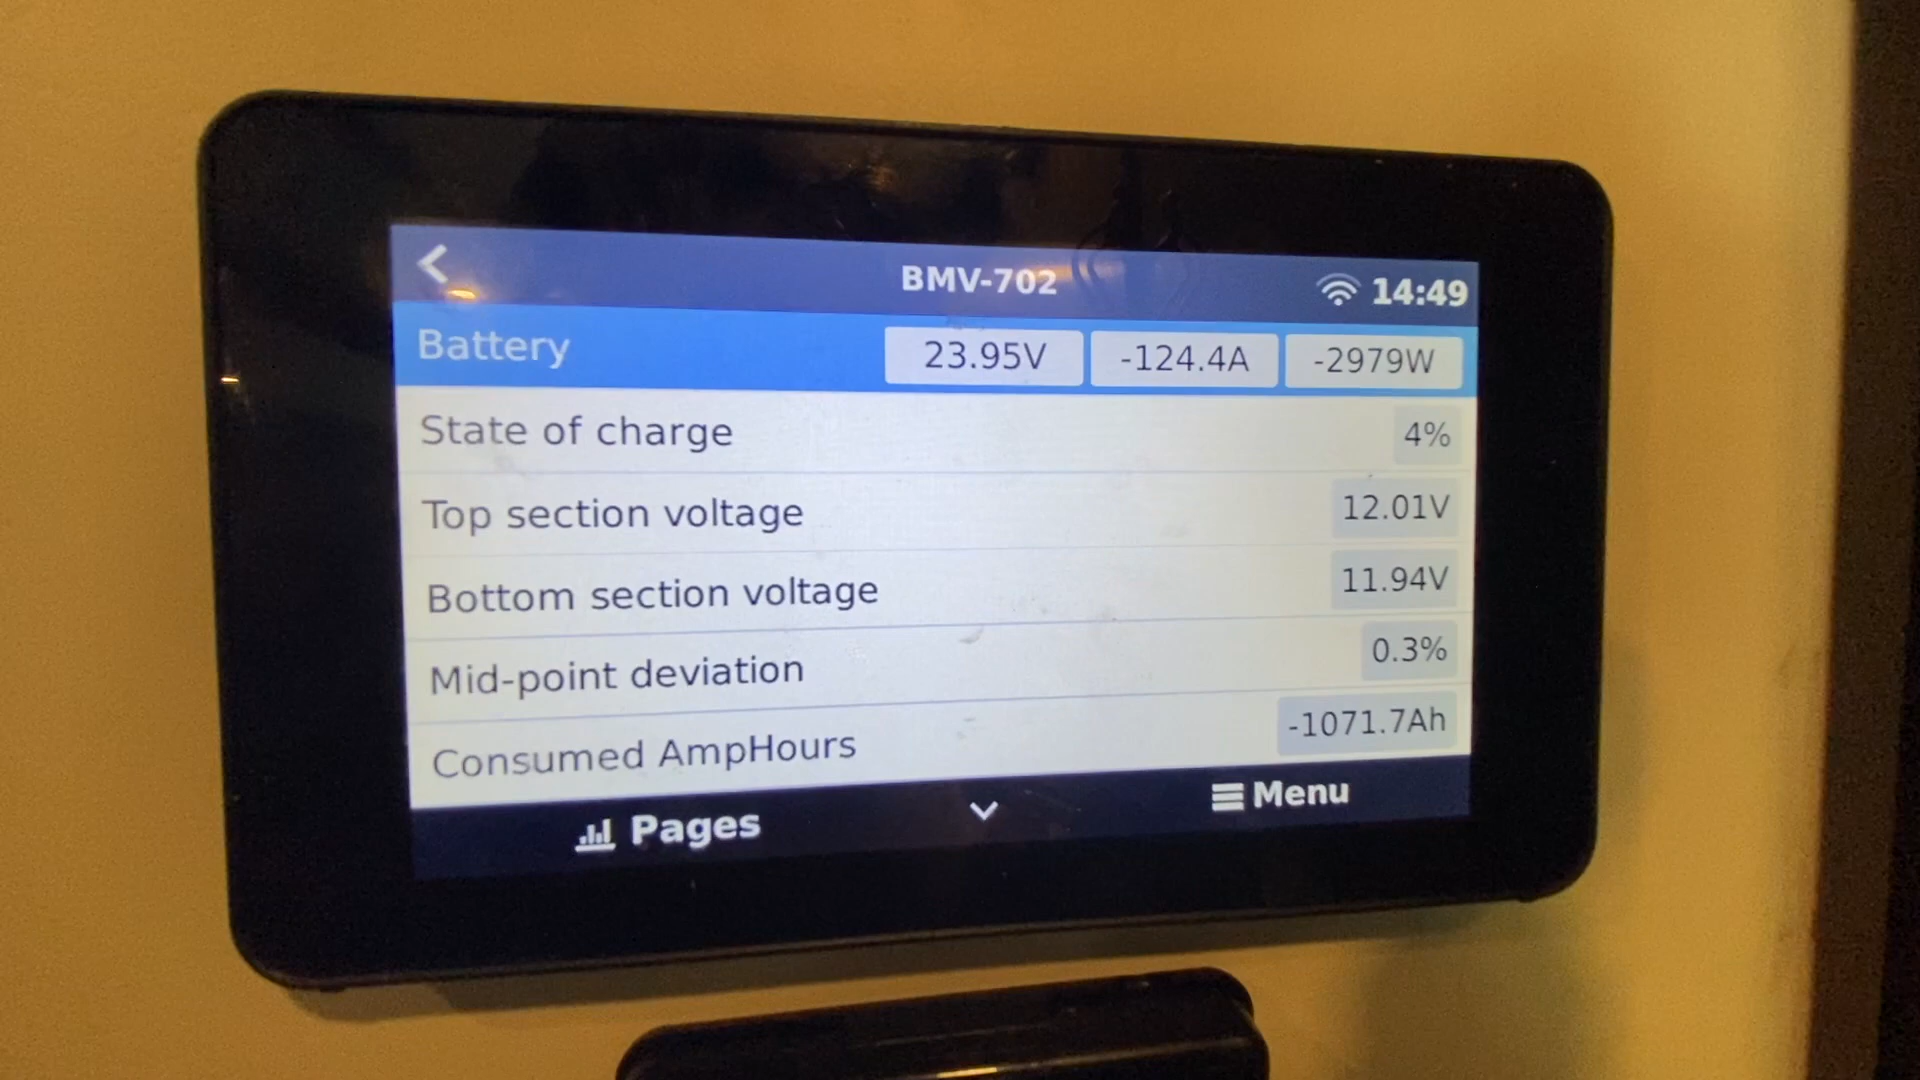 BMV-702 14:49
Battery 23.95V -124.4A -2979W
State of charge 4%
Top section voltage 12.01V
Bottom section voltage 11.94V
Mid-point deviation 0.3%
Consumed AmpHours -1071.7Ah
Pages Menu